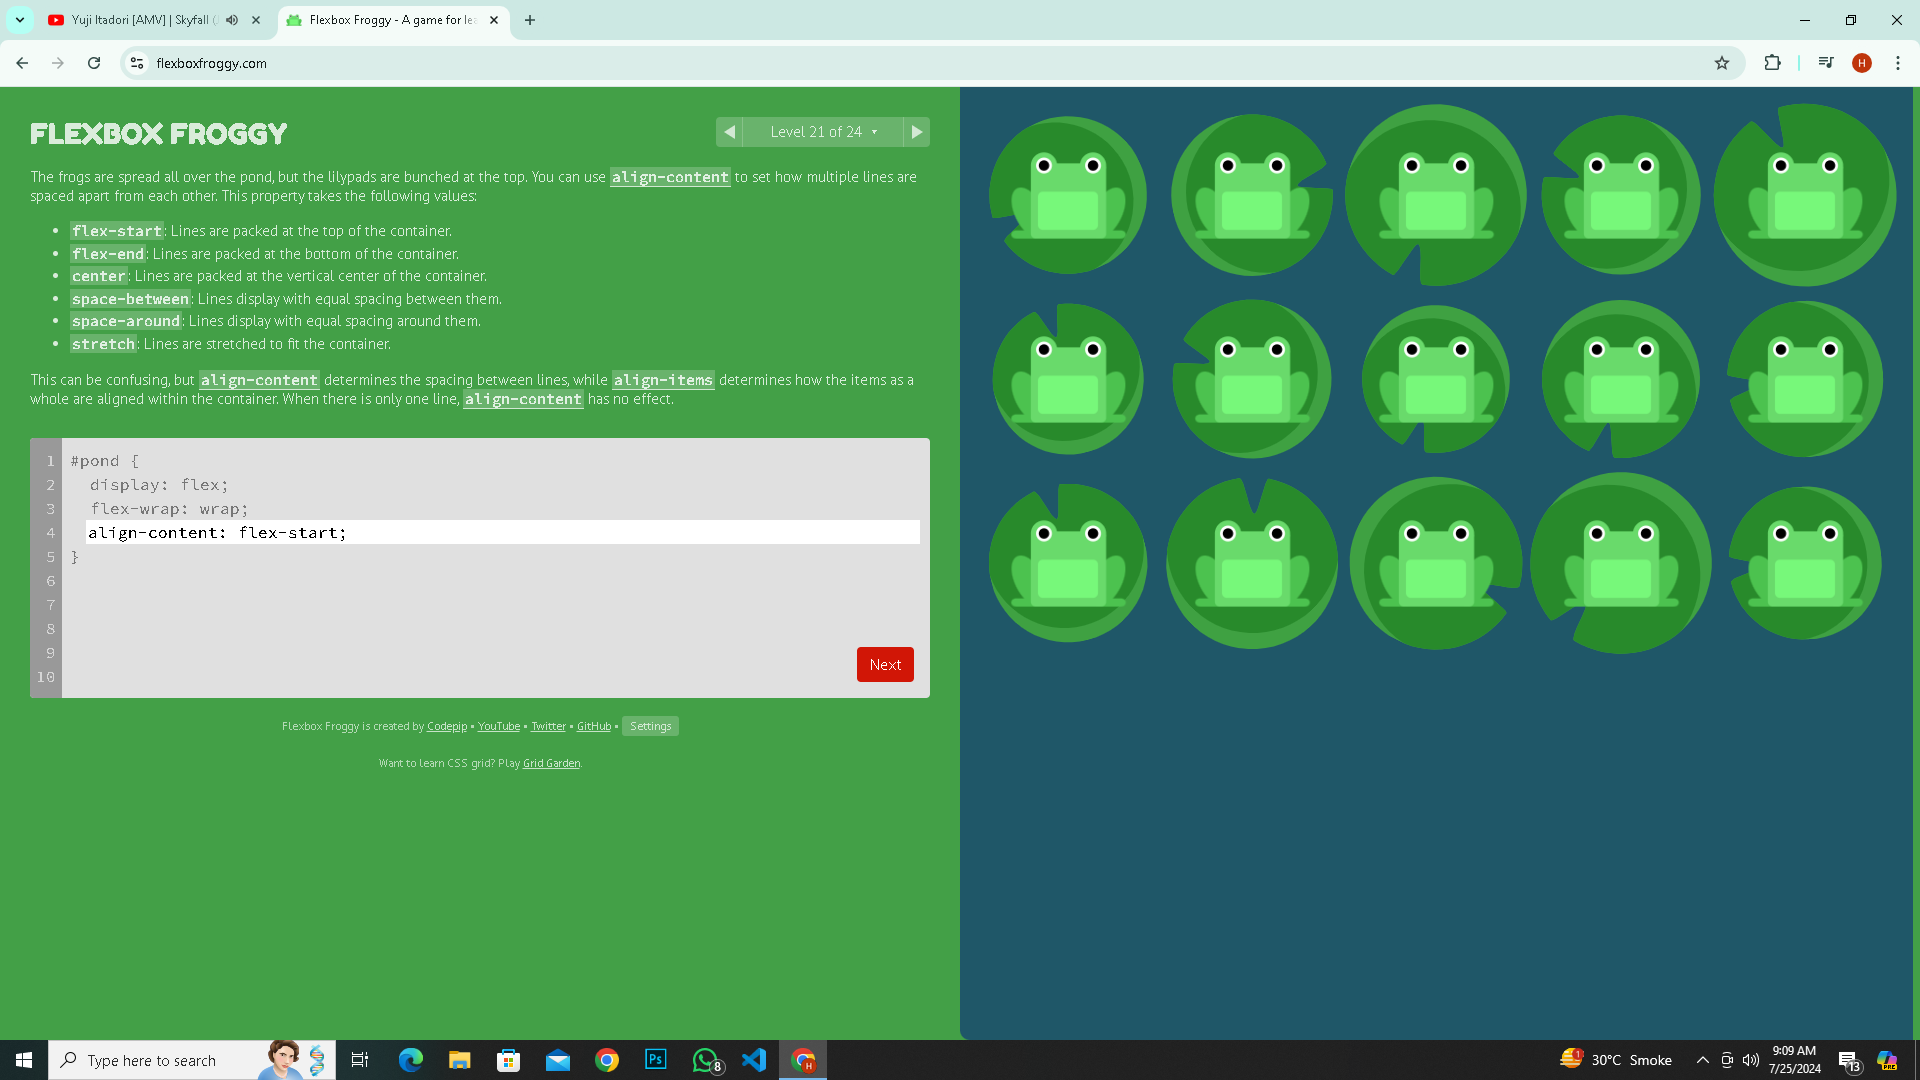 Yuji Itadori [AMV] | Skyfall
Flexbox Froggy - A game for lea
flexboxfroggy.com
H
FLEXBOX FROGGY
Level 21 of 24 ▾
The frogs are spread all over the pond, but the lilypads are bunched at the top. You can use align-content to set how multiple lines are
spaced apart from each other. This property takes the following values:
• flex-start: Lines are packed at the top of the container.
• flex-end: Lines are packed at the bottom of the container.
• center: Lines are packed at the vertical center of the container.
• space-between: Lines display with equal spacing between them.
• space-around: Lines display with equal spacing around them.
• stretch: Lines are stretched to fit the container.
This can be confusing, but align-content determines the spacing between lines, while align-items determines how the items as a
whole are aligned within the container. When there is only one line, align-content has no effect.
1 #pond {
2 display: flex;
3 flex-wrap: wrap;
4 align-content: flex-start;
5 }
6
7
8
9
10
Next
Flexbox Froggy is created by Codepip • YouTube • Twitter • GitHub • Settings
Want to learn CSS grid? Play Grid Garden.
Type here to search
Ps
8
H
1
30°C Smoke
9:09 AM
7/25/2024
13
PRE